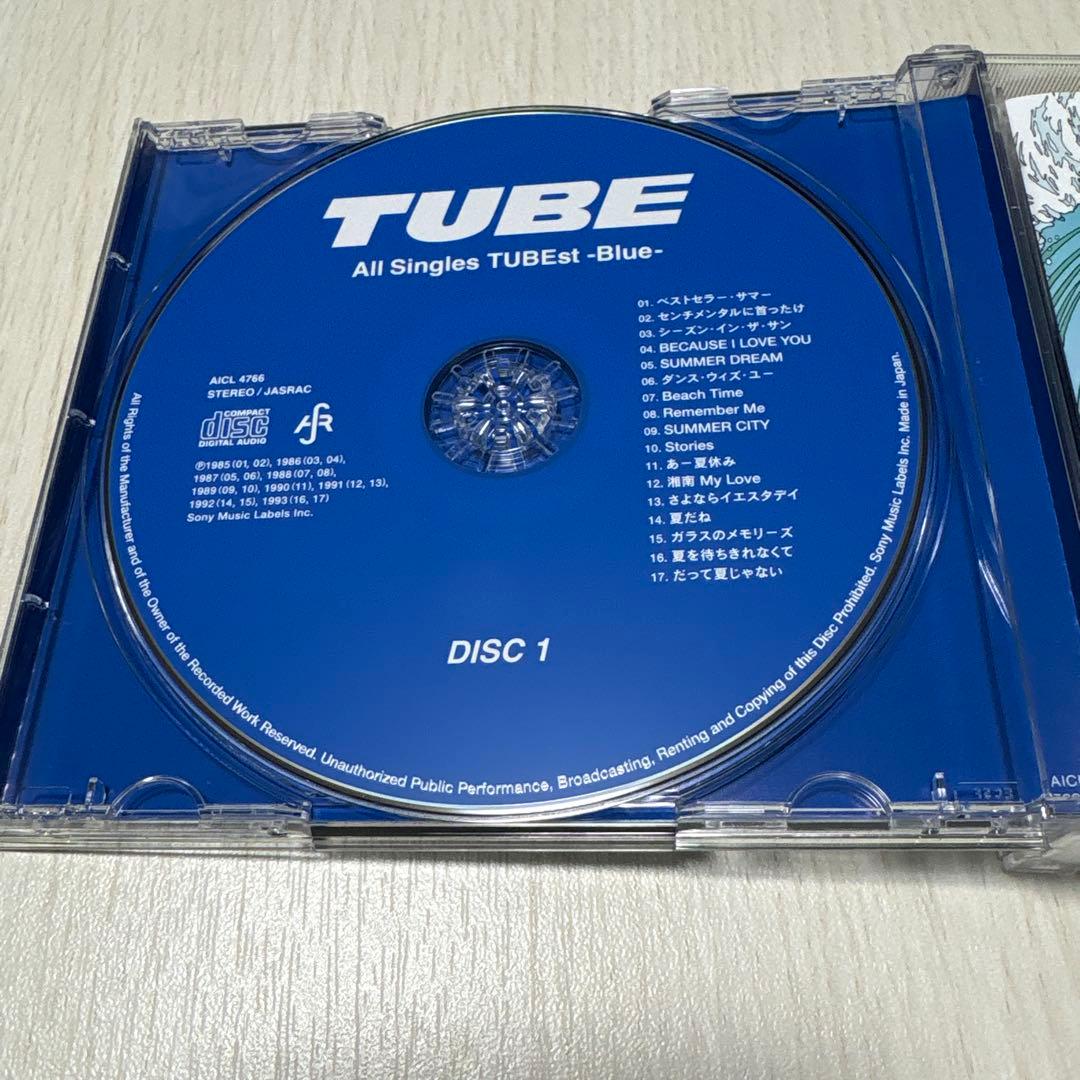 TUBE
All Singles TUBEst -Blue-
01. ベストセラー・サマー
02. センチメンタルに首ったけ
03. シーズン・イン・ザ・サン
04. BECAUSE I LOVE YOU
05. SUMMER DREAM
06. ダンス・ウィズ・ユー
07. Beach Time
08. Remember Me
09. SUMMER CITY
10. Stories
11. あー夏休み
12. 湘南 My Love
13. さよならイエスタデイ
14. 夏だね
15. ガラスのメモリーズ
16. 夏を待ちきれなくて
17. だって夏じゃない
AICL 4766
STEREO / JASRAC
COMPACT
disc
DIGITAL AUDIO
℗1985 (01, 02), 1986 (03, 04),
1987 (05, 06), 1988 (07, 08),
1989 (09, 10), 1990 (11), 1991 (12, 13),
1992 (14, 15), 1993 (16, 17)
Sony Music Labels Inc.
DISC 1
All Rights of the Manufacturer and of the Owner of the Recorded Work Reserved. Unauthorized Public Performance, Broadcasting, Renting and Copying of this Disc Prohibited. Sony Music Labels Inc. Made in Japan.